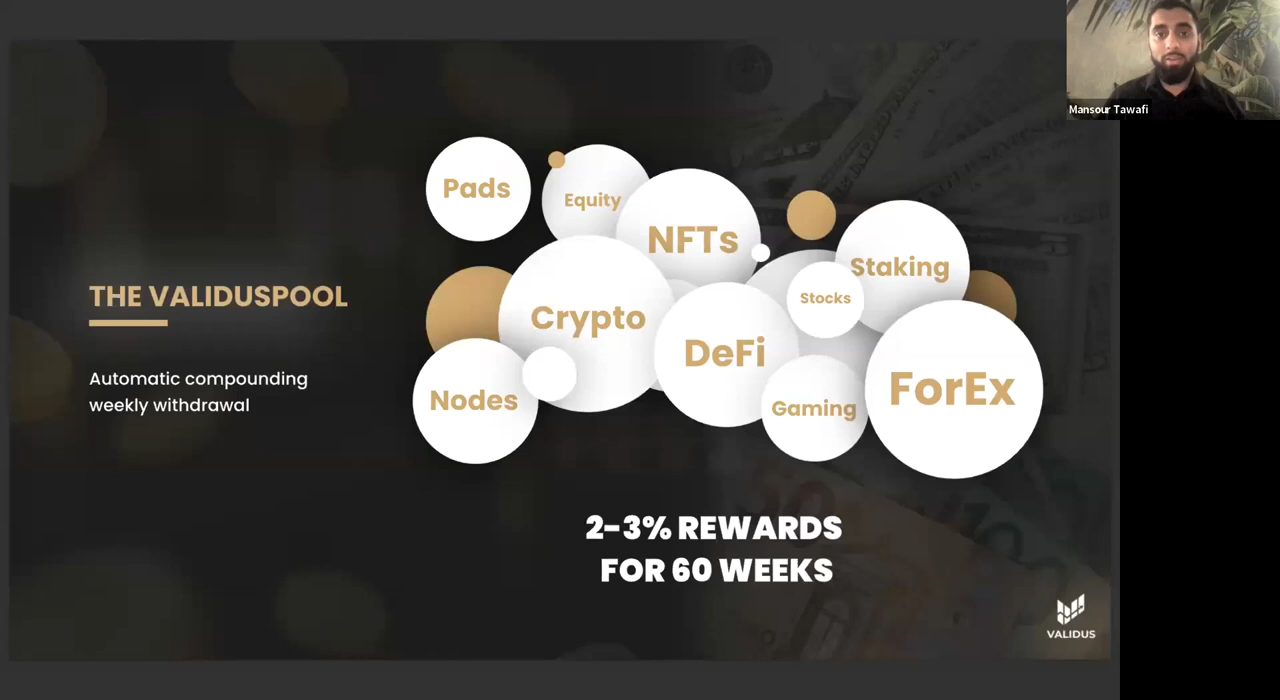 Mansour Tawafi
Pads
Equity
NFTs
Staking
THE VALIDUSPOOL
Stocks
Crypto
DeFi
Automatic compounding
weekly withdrawal
Nodes
Gaming
ForEx
2-3% REWARDS
FOR 60 WEEKS
VALIDUS